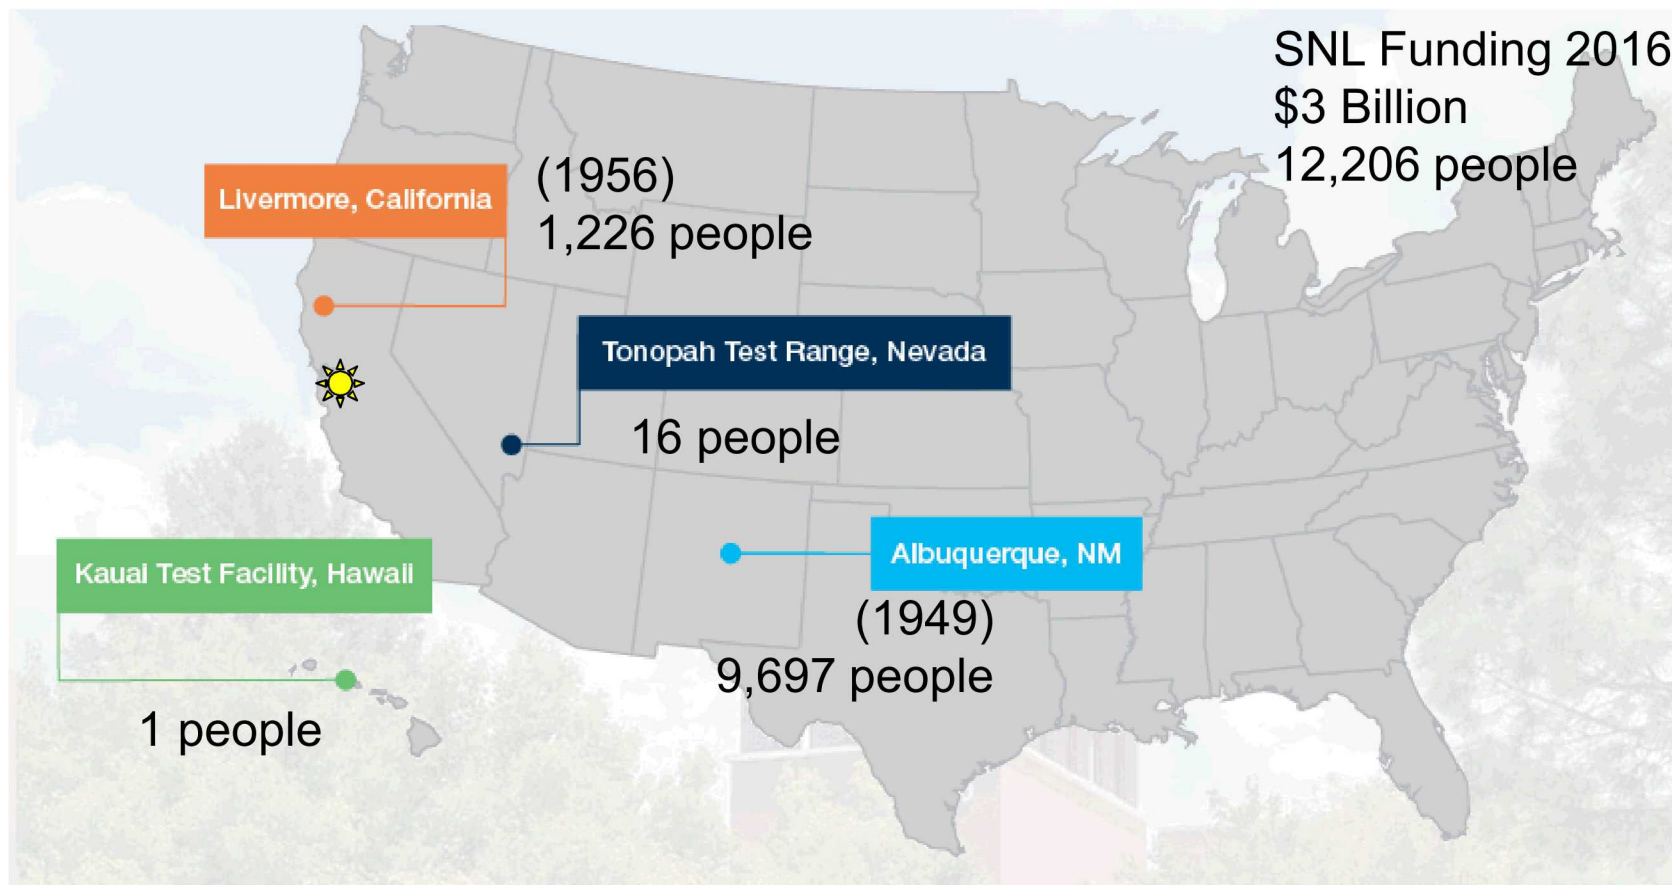 SNL Funding 2016
$3 Billion
12,206 people
Livermore, California
(1956)
1,226 people
Tonopah Test Range, Nevada
16 people
Albuquerque, NM
(1949)
9,697 people
Kauai Test Facility, Hawaii
1 people